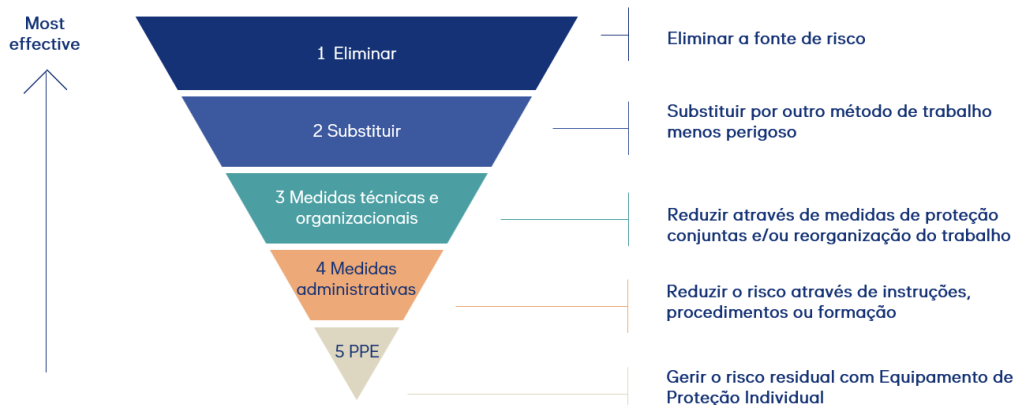 Most
effective
1 Eliminar
Eliminar a fonte de risco
2 Substituir
Substituir por outro método de trabalho
menos perigoso
3 Medidas técnicas e
organizacionais
Reduzir através de medidas de proteção
conjuntas e/ou reorganização do trabalho
4 Medidas
administrativas
Reduzir o risco através de instruções,
procedimentos ou formação
5 PPE
Gerir o risco residual com Equipamento de
Proteção Individual